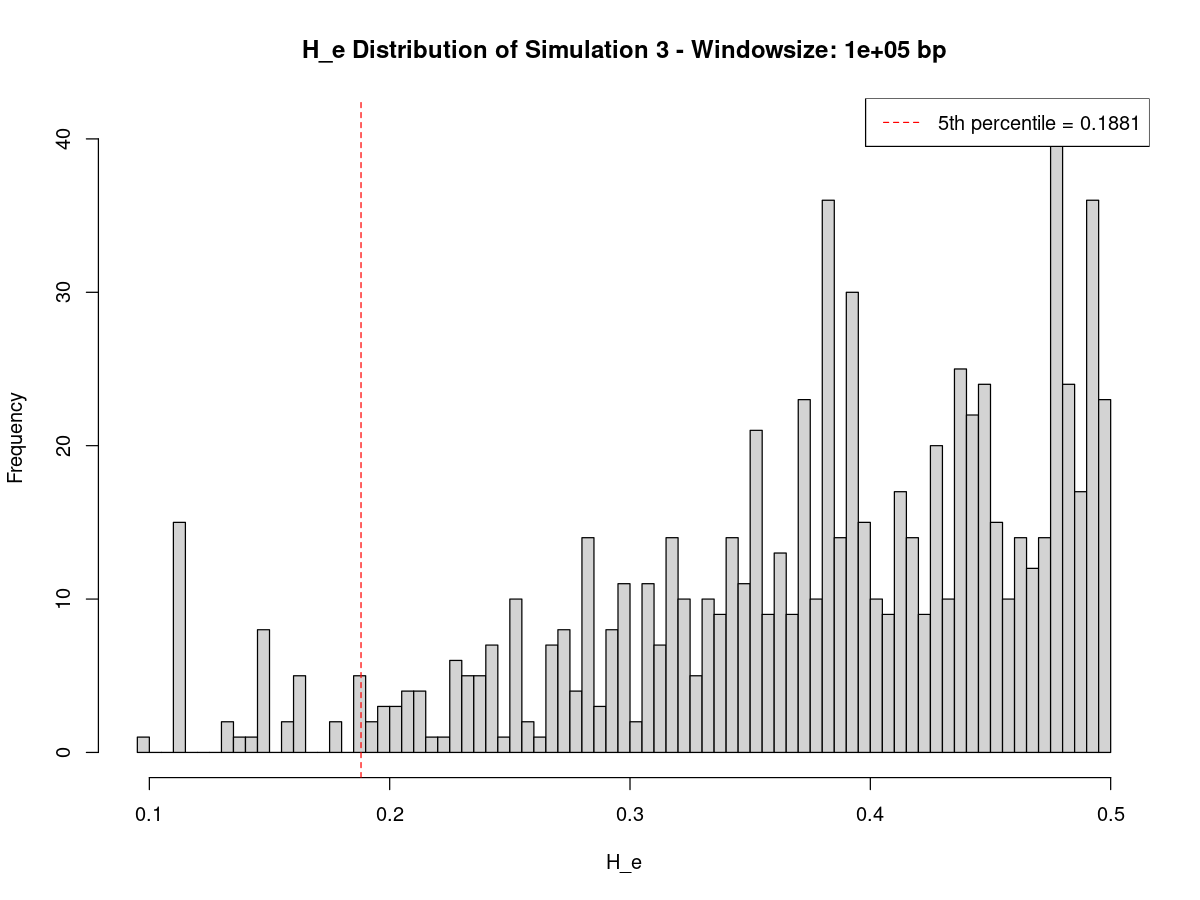 H_e Distribution of Simulation 3 - Windowsize: 1e+05 bp
5th percentile = 0.1881
Frequency
40
30
20
10
0
0.1 0.2 0.3 0.4 0.5
H_e